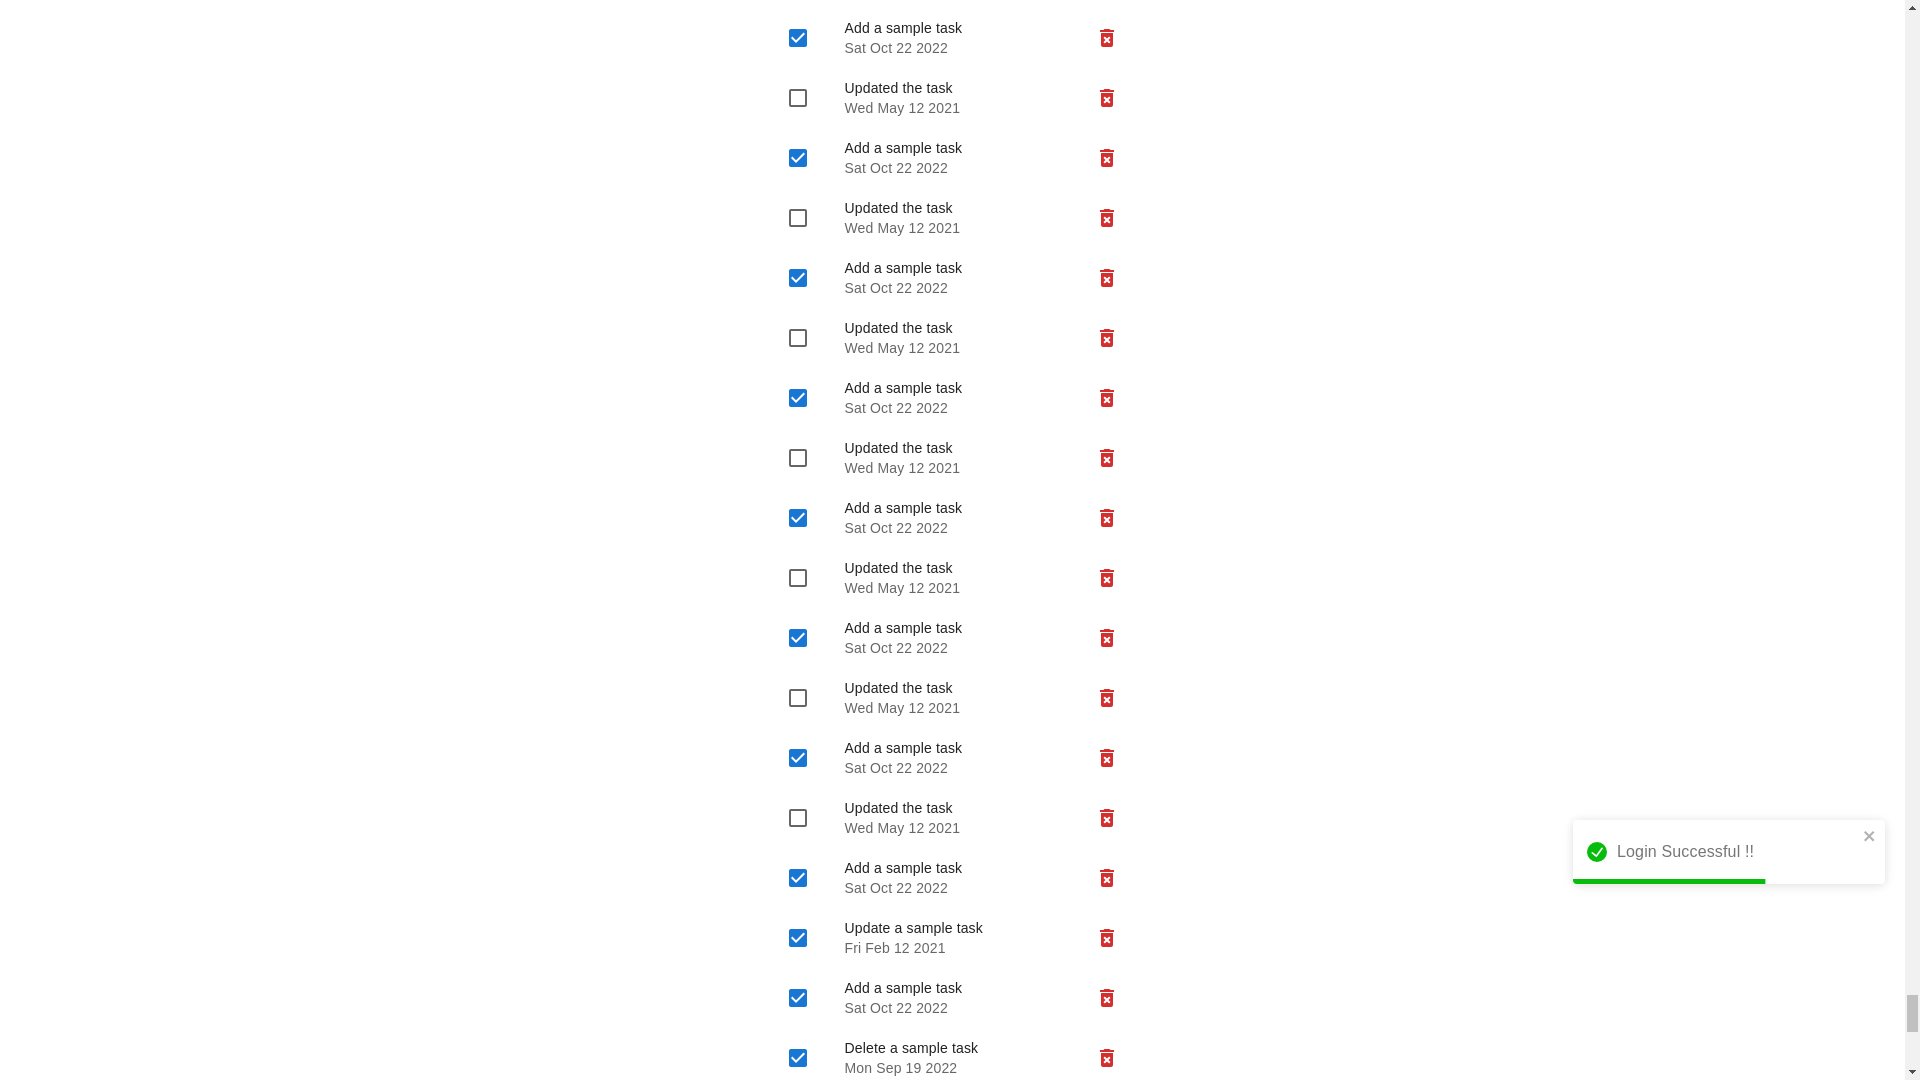 Add a sample task
Sat Oct 22 2022
Updated the task
Wed May 12 2021
Add a sample task
Sat Oct 22 2022
Updated the task
Wed May 12 2021
Add a sample task
Sat Oct 22 2022
Updated the task
Wed May 12 2021
Add a sample task
Sat Oct 22 2022
Updated the task
Wed May 12 2021
Add a sample task
Sat Oct 22 2022
Updated the task
Wed May 12 2021
Add a sample task
Sat Oct 22 2022
Updated the task
Wed May 12 2021
Add a sample task
Sat Oct 22 2022
Updated the task
Wed May 12 2021
Login Successful !!
Add a sample task
Sat Oct 22 2022
Update a sample task
Fri Feb 12 2021
Add a sample task
Sat Oct 22 2022
Delete a sample task
Mon Sep 19 2022